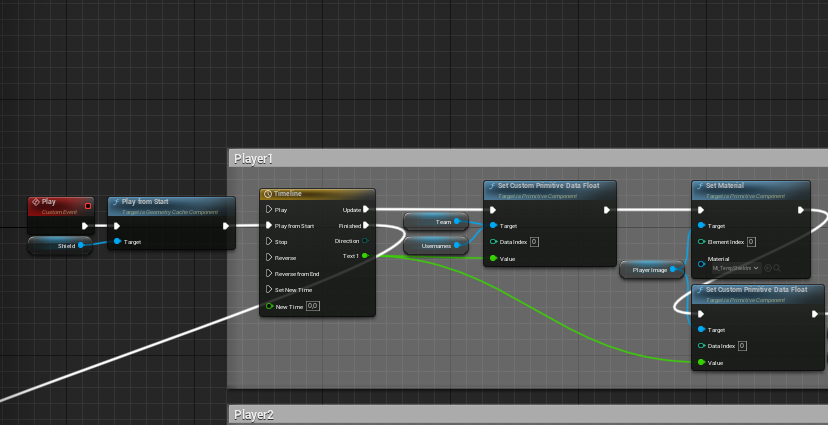 Player1
Play
Custom Event
Shield
Play from Start
Target is Geometry Cache Component
Target
Timeline
Play
Play from Start
Stop
Reverse
Reverse from End
Set New Time
New Time 0,0
Update
Finished
Direction
Text1
Team
Usernames
Set Custom Primitive Data Float
Target is Primitive Component
Target
Data Index 0
Value
Player Image
Set Material
Target is Primitive Component
Target
Element Index 0
Material
Set Custom Primitive Data Float
Target is Primitive Component
Target
Data Index 0
Value
Player2